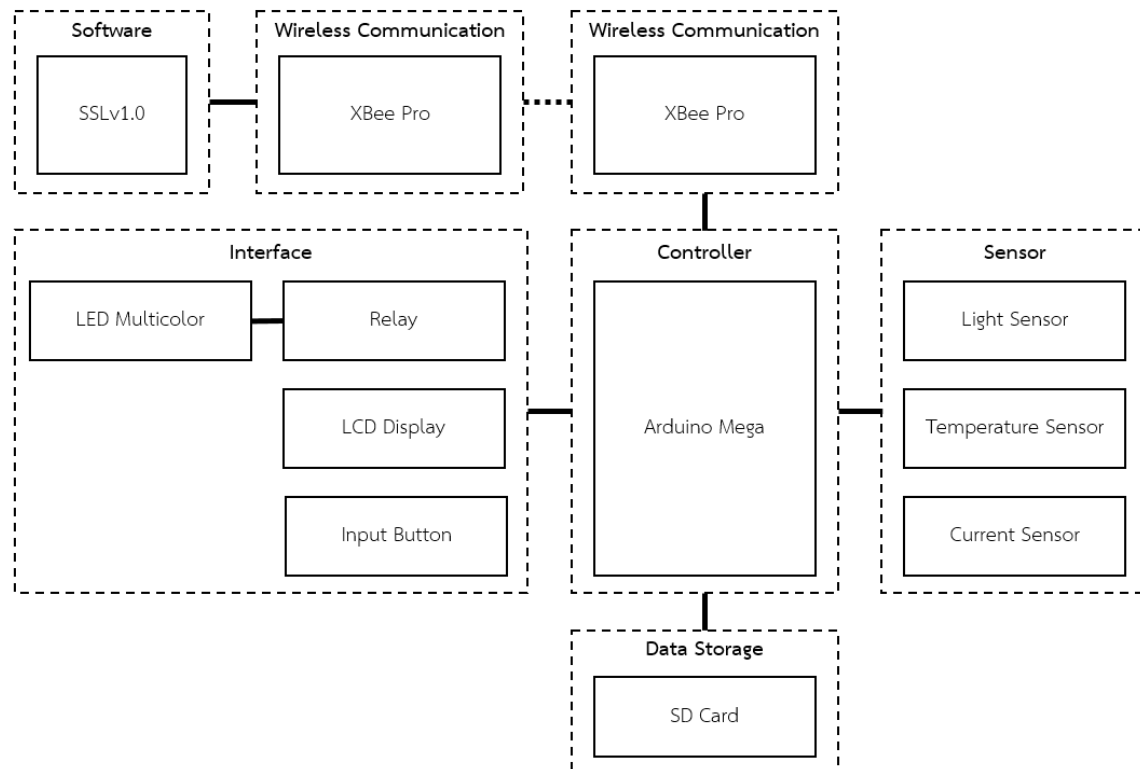 Software
SSLv1.0
Wireless Communication
XBee Pro
Wireless Communication
XBee Pro
Interface
LED Multicolor
Relay
LCD Display
Input Button
Controller
Arduino Mega
Sensor
Light Sensor
Temperature Sensor
Current Sensor
Data Storage
SD Card